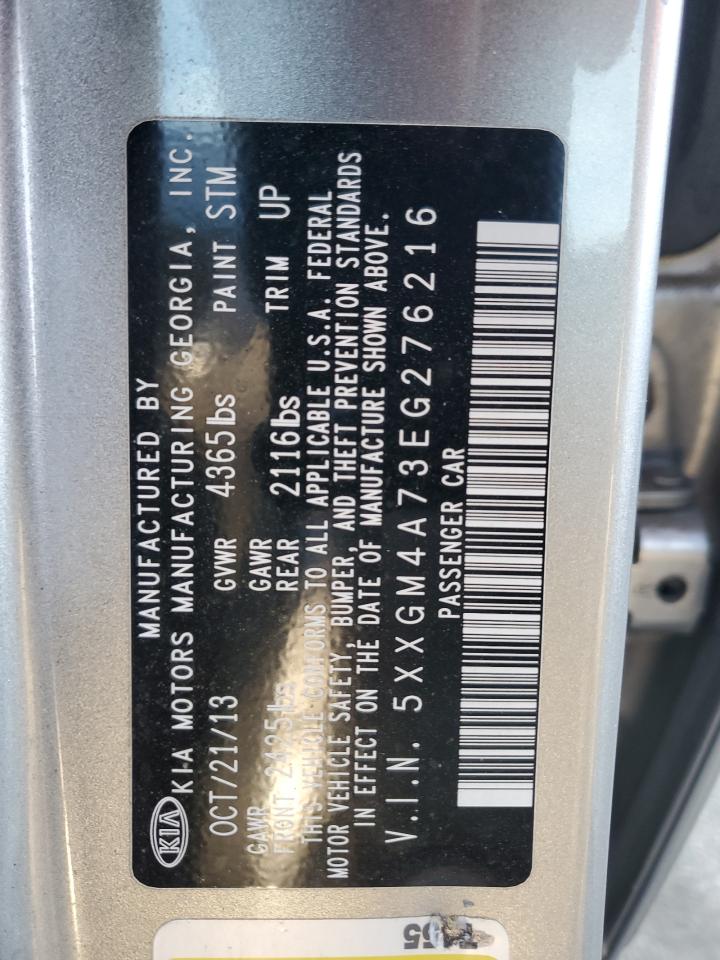 MANUFACTURED BY
KIA KIA MOTORS MANUFACTURING GEORGIA, INC.
OCT/21/13 GVWR 4365lbs PAINT STM
GAWR GAWR
FRONT 2425lbs REAR 2116lbs TRIM UP
THIS VEHICLE CONFORMS TO ALL APPLICABLE U.S.A. FEDERAL
MOTOR VEHICLE SAFETY, BUMPER, AND THEFT PREVENTION STANDARDS
IN EFFECT ON THE DATE OF MANUFACTURE SHOWN ABOVE.
V.I.N. 5XXGM4A73EG276216
PASSENGER CAR